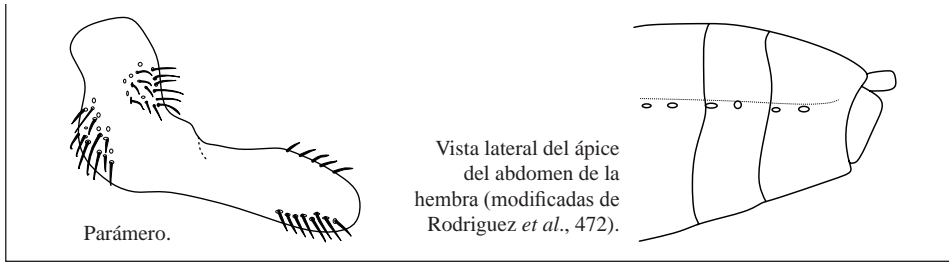 Parámero.
Vista lateral del ápice
del abdomen de la
hembra (modificadas de
Rodriguez et al., 472).